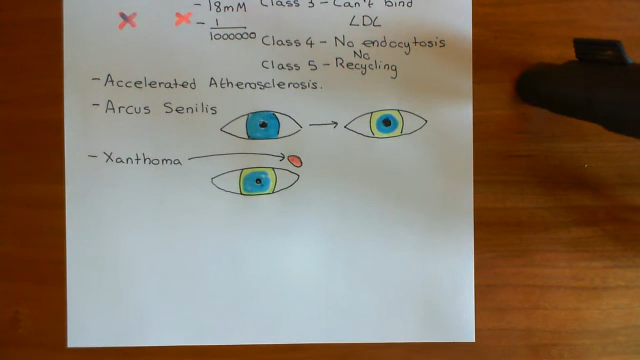 - 18mM
- 1
1000000
Class 3 - Can't bind
LDL
Class 4 - No endocytosis
Class 5 - No Recycling
- Accelerated Atherosclerosis.
- Arcus Senilis
- Xanthoma